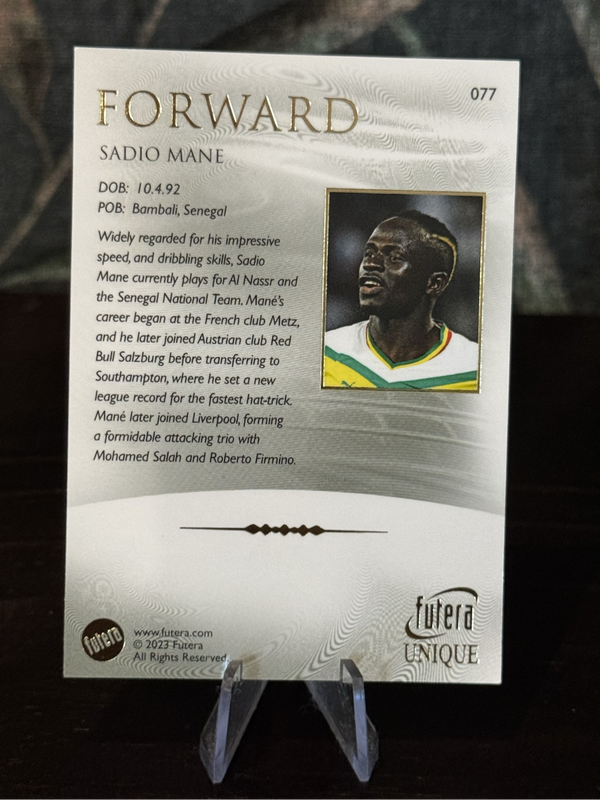 077
FORWARD
SADIO MANE
DOB: 10.4.92
POB: Bambali, Senegal
Widely regarded for his impressive
speed, and dribbling skills, Sadio
Mane currently plays for Al Nassr and
the Senegal National Team. Mané's
career began at the French club Metz,
and he later joined Austrian club Red
Bull Salzburg before transferring to
Southampton, where he set a new
league record for the fastest hat-trick.
Mané later joined Liverpool, forming
a formidable attacking trio with
Mohamed Salah and Roberto Firmino.
futera
www.futera.com
© 2023 Futera
All Rights Reserved
futera
UNIQUE